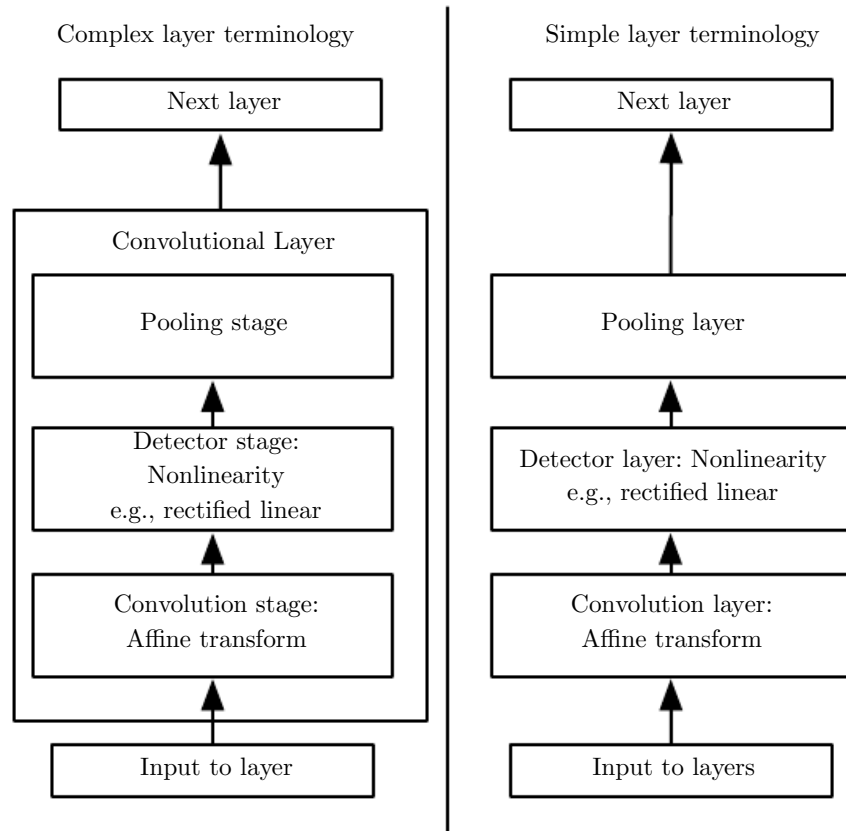 Complex layer terminology
Next layer
Convolutional Layer
Pooling stage
Detector stage:
Nonlinearity
e.g., rectified linear
Convolution stage:
Affine transform
Input to layer
Simple layer terminology
Next layer
Pooling layer
Detector layer: Nonlinearity
e.g., rectified linear
Convolution layer:
Affine transform
Input to layers